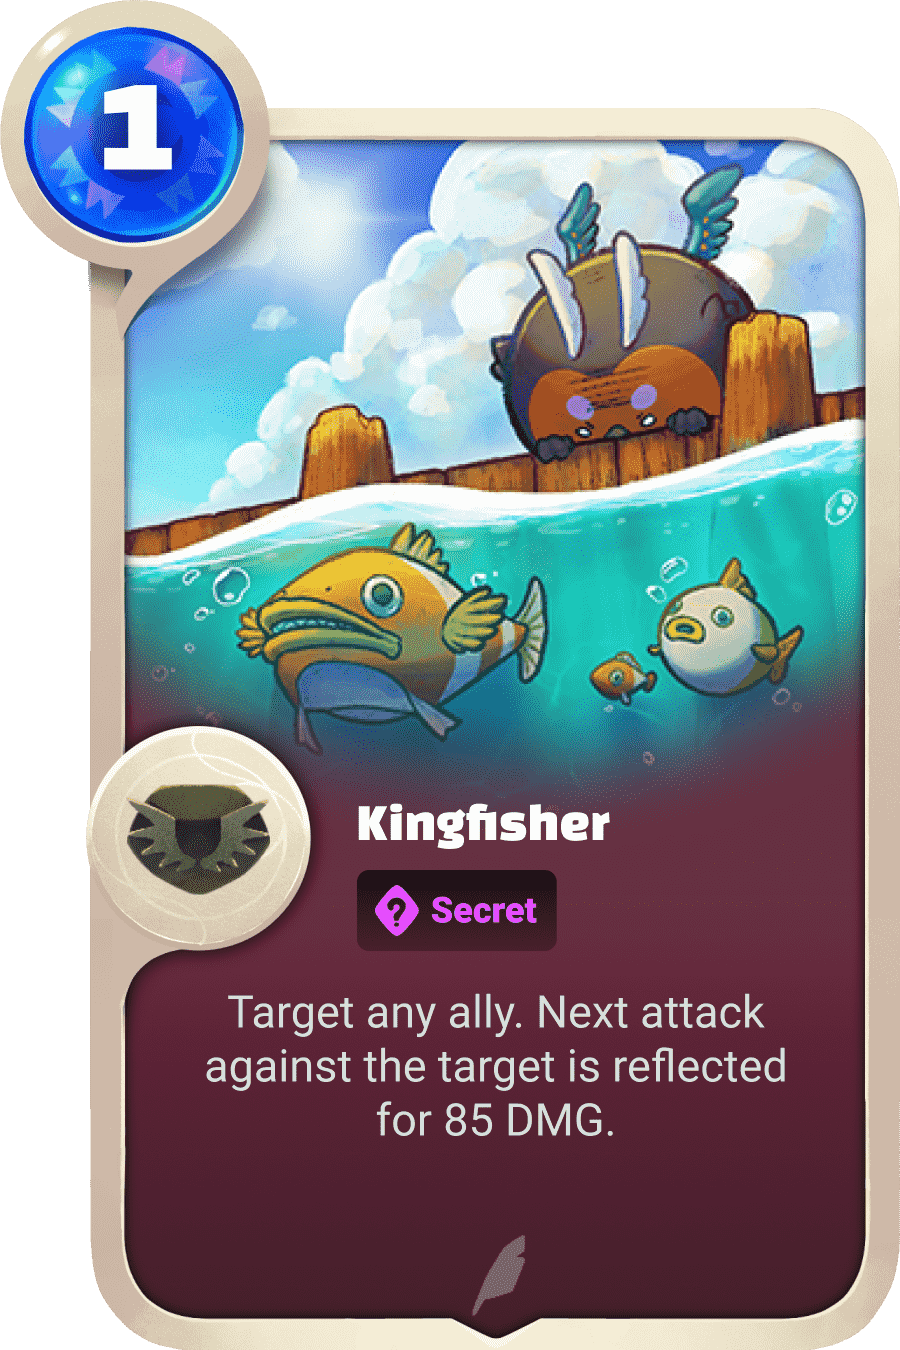 1
Kingfisher
? Secret
Target any ally. Next attack
against the target is reflected
for 85 DMG.